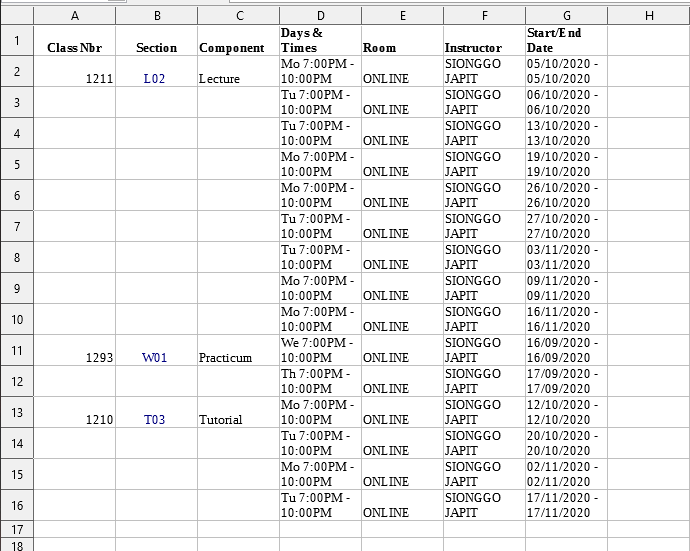 A B C D E F G H
1 Class Nbr Section Component Days & Times Room Instructor Start/End Date
2 1211 L02 Lecture Mo 7:00PM - 10:00PM ONLINE SIONGGO JAPIT 05/10/2020 - 05/10/2020
3 Tu 7:00PM - 10:00PM ONLINE SIONGGO JAPIT 06/10/2020 - 06/10/2020
4 Tu 7:00PM - 10:00PM ONLINE SIONGGO JAPIT 13/10/2020 - 13/10/2020
5 Mo 7:00PM - 10:00PM ONLINE SIONGGO JAPIT 19/10/2020 - 19/10/2020
6 Mo 7:00PM - 10:00PM ONLINE SIONGGO JAPIT 26/10/2020 - 26/10/2020
7 Tu 7:00PM - 10:00PM ONLINE SIONGGO JAPIT 27/10/2020 - 27/10/2020
8 Tu 7:00PM - 10:00PM ONLINE SIONGGO JAPIT 03/11/2020 - 03/11/2020
9 Mo 7:00PM - 10:00PM ONLINE SIONGGO JAPIT 09/11/2020 - 09/11/2020
10 Mo 7:00PM - 10:00PM ONLINE SIONGGO JAPIT 16/11/2020 - 16/11/2020
11 1293 W01 Practicum We 7:00PM - 10:00PM ONLINE SIONGGO JAPIT 16/09/2020 - 16/09/2020
12 Th 7:00PM - 10:00PM ONLINE SIONGGO JAPIT 17/09/2020 - 17/09/2020
13 1210 T03 Tutorial Mo 7:00PM - 10:00PM ONLINE SIONGGO JAPIT 12/10/2020 - 12/10/2020
14 Tu 7:00PM - 10:00PM ONLINE SIONGGO JAPIT 20/10/2020 - 20/10/2020
15 Mo 7:00PM - 10:00PM ONLINE SIONGGO JAPIT 02/11/2020 - 02/11/2020
16 Tu 7:00PM - 10:00PM ONLINE SIONGGO JAPIT 17/11/2020 - 17/11/2020
17
18